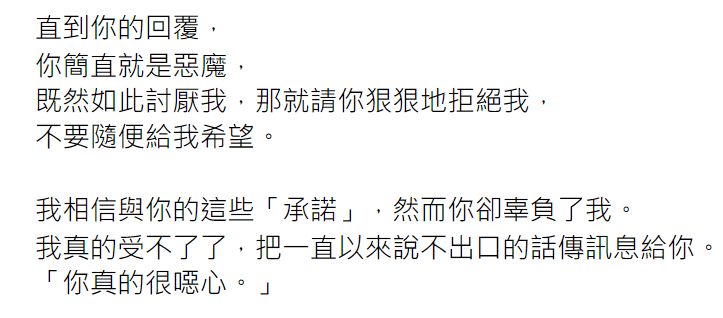 直到你的回覆，
你簡直就是惡魔，
既然如此討厭我，那就請你狠狠地拒絕我，
不要隨便給我希望。
我相信與你的這些「承諾」，然而你卻辜負了我。
我真的受不了了，把一直以來說不出口的話傳訊息給你。
「你真的很噁心。」